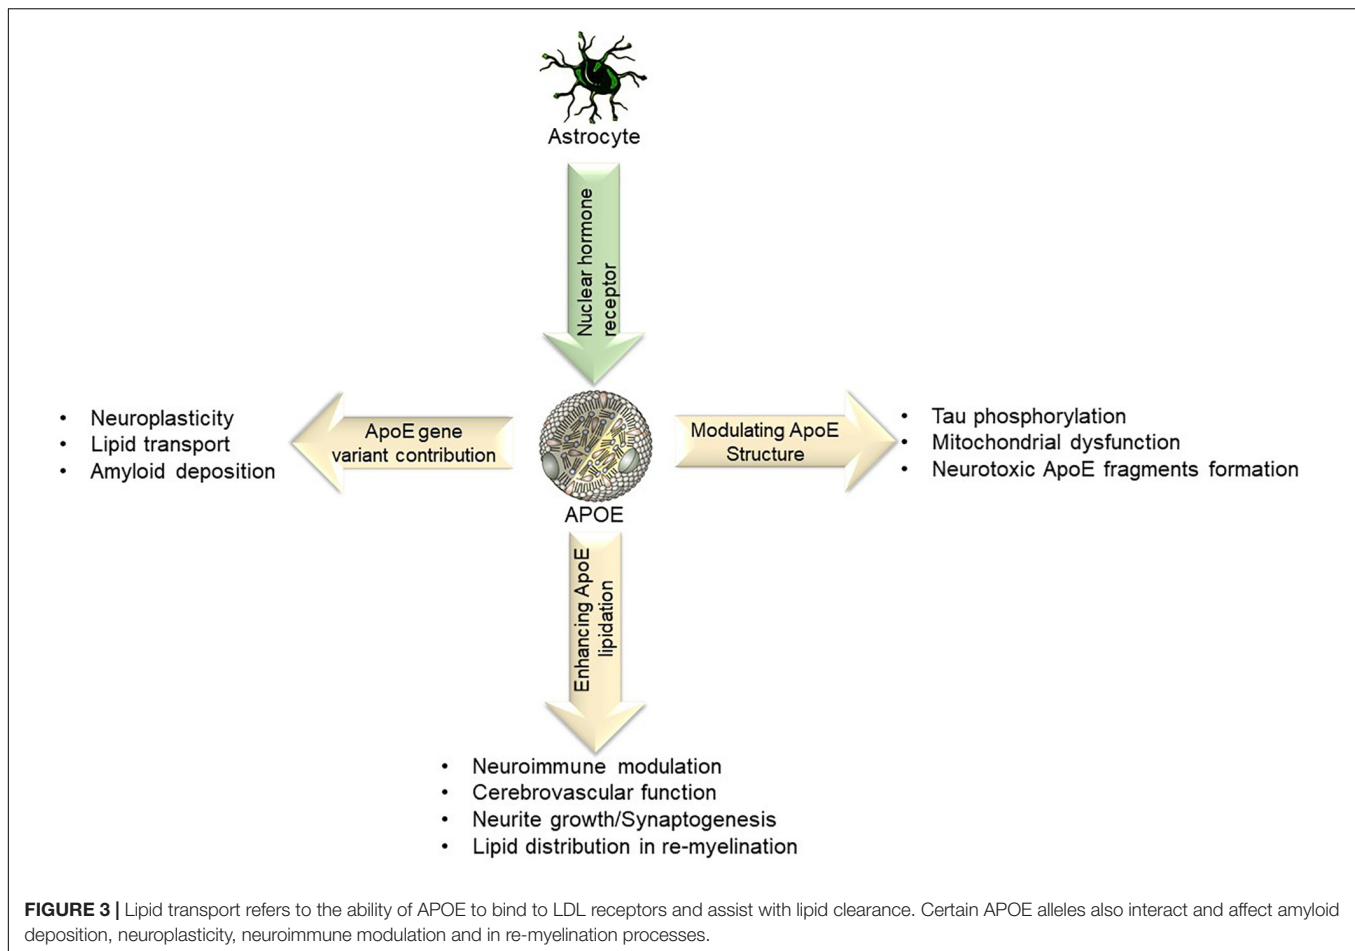 Astrocyte
Nuclear hormone
receptor
• Neuroplasticity
• Lipid transport
• Amyloid deposition
ApoE gene
variant contribution
APOE
Modulating ApoE
Structure
• Tau phosphorylation
• Mitochondrial dysfunction
• Neurotoxic ApoE fragments formation
Enhancing ApoE
lipidation
• Neuroimmune modulation
• Cerebrovascular function
• Neurite growth/Synaptogenesis
• Lipid distribution in re-myelination
FIGURE 3 | Lipid transport refers to the ability of APOE to bind to LDL receptors and assist with lipid clearance. Certain APOE alleles also interact and affect amyloid
deposition, neuroplasticity, neuroimmune modulation and in re-myelination processes.